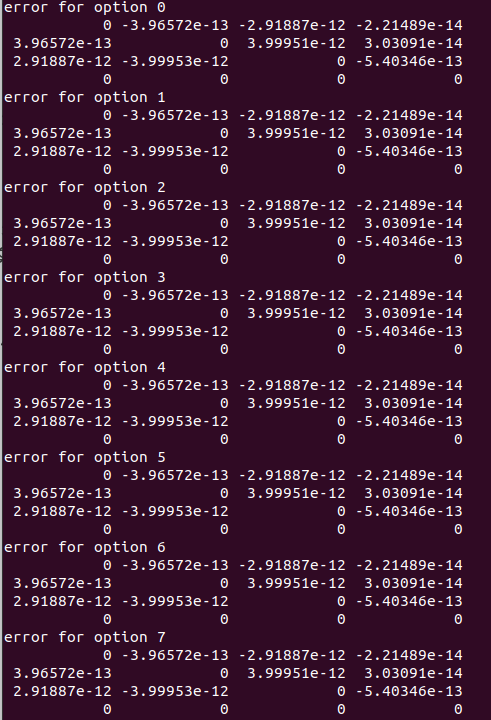 error for option 0
0 -3.96572e-13 -2.91887e-12 -2.21489e-14
3.96572e-13 0 3.99951e-12 3.03091e-14
2.91887e-12 -3.99953e-12 0 -5.40346e-13
0 0 0 0
error for option 1
0 -3.96572e-13 -2.91887e-12 -2.21489e-14
3.96572e-13 0 3.99951e-12 3.03091e-14
2.91887e-12 -3.99953e-12 0 -5.40346e-13
0 0 0 0
error for option 2
0 -3.96572e-13 -2.91887e-12 -2.21489e-14
3.96572e-13 0 3.99951e-12 3.03091e-14
2.91887e-12 -3.99953e-12 0 -5.40346e-13
0 0 0 0
error for option 3
0 -3.96572e-13 -2.91887e-12 -2.21489e-14
3.96572e-13 0 3.99951e-12 3.03091e-14
2.91887e-12 -3.99953e-12 0 -5.40346e-13
0 0 0 0
error for option 4
0 -3.96572e-13 -2.91887e-12 -2.21489e-14
3.96572e-13 0 3.99951e-12 3.03091e-14
2.91887e-12 -3.99953e-12 0 -5.40346e-13
0 0 0 0
error for option 5
0 -3.96572e-13 -2.91887e-12 -2.21489e-14
3.96572e-13 0 3.99951e-12 3.03091e-14
2.91887e-12 -3.99953e-12 0 -5.40346e-13
0 0 0 0
error for option 6
0 -3.96572e-13 -2.91887e-12 -2.21489e-14
3.96572e-13 0 3.99951e-12 3.03091e-14
2.91887e-12 -3.99953e-12 0 -5.40346e-13
0 0 0 0
error for option 7
0 -3.96572e-13 -2.91887e-12 -2.21489e-14
3.96572e-13 0 3.99951e-12 3.03091e-14
2.91887e-12 -3.99953e-12 0 -5.40346e-13
0 0 0 0